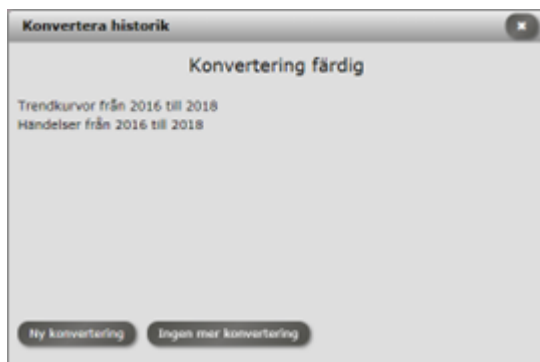 Konvertera historik
Konvertering färdig
Trendkurvor från 2016 till 2018
Händelser från 2016 till 2018
Ny konvertering
Ingen mer konvertering